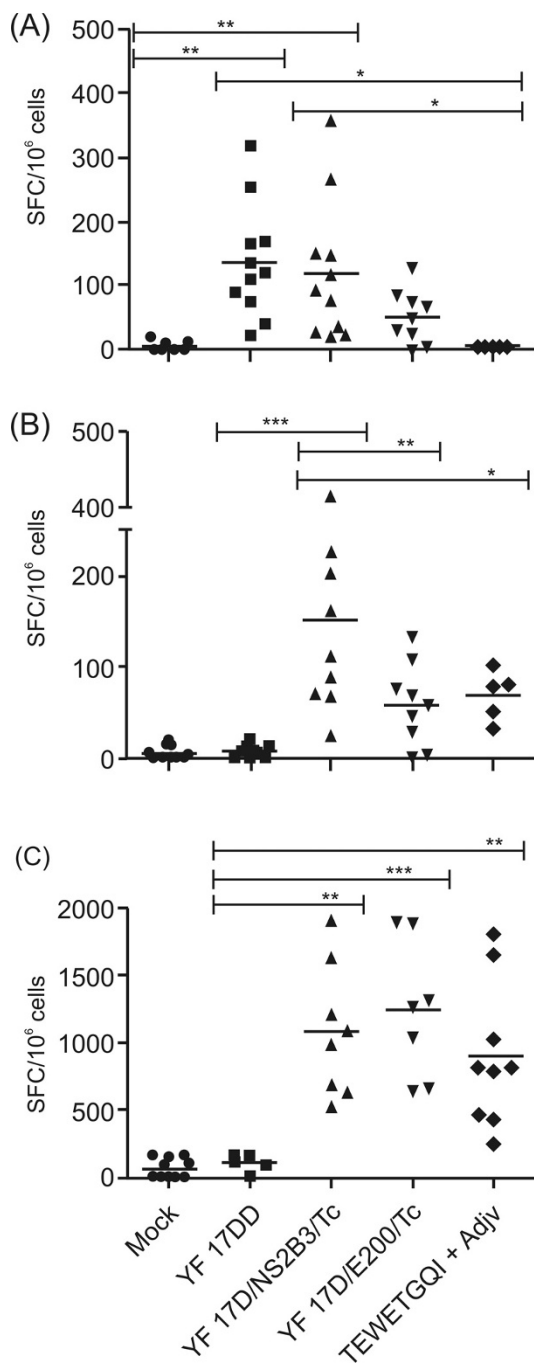 (A)
500
400
300
200
100
0
SFC/10⁶ cells
**
**
*
*
(B)
500
400
200
100
0
SFC/10⁶ cells
***
**
*
(C)
2000
1500
1000
500
0
SFC/10⁶ cells
**
***
**
Mock
YF 17DD
YF 17D/NS2B3/Tc
YF 17D/E200/Tc
TEWETGQI + Adjv